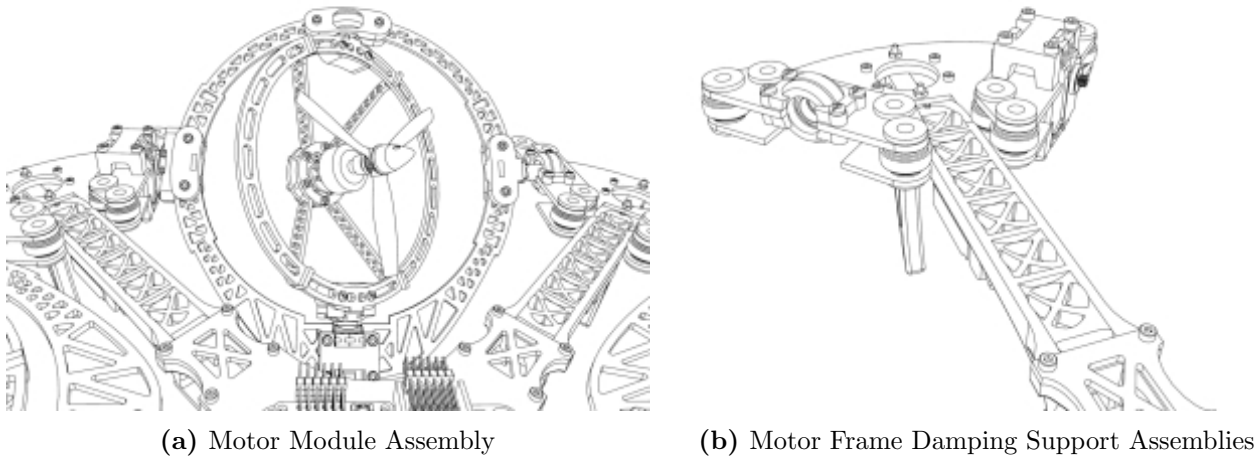 (a) Motor Module Assembly
(b) Motor Frame Damping Support Assemblies